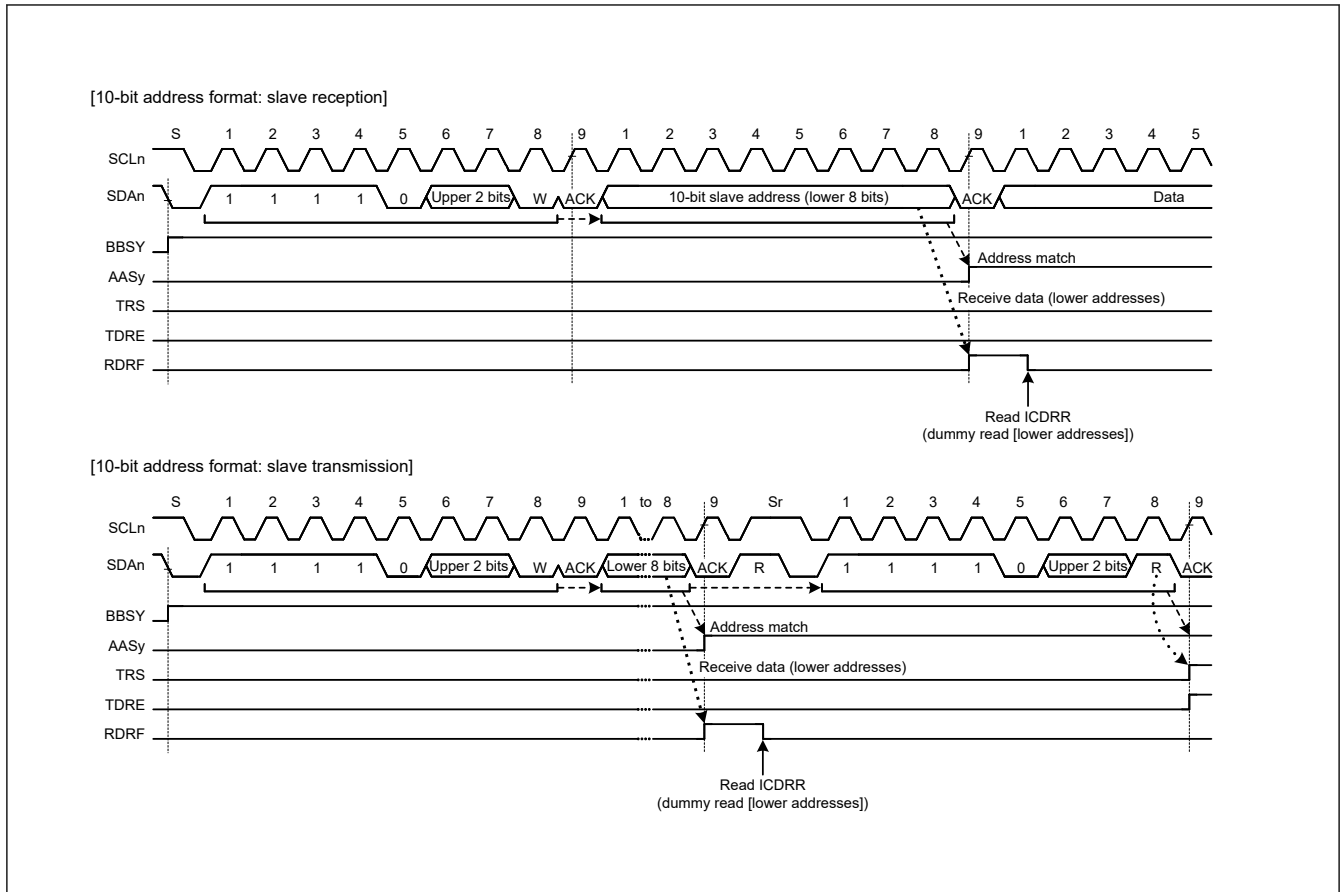 [10-bit address format: slave reception]
S 1 2 3 4 5 6 7 8 9 1 2 3 4 5 6 7 8 9 1 2 3 4 5
SCLn
SDAn 1 1 1 1 0 Upper 2 bits W ACK 10-bit slave address (lower 8 bits) ACK Data
BBSY
Address match
AASy
Receive data (lower addresses)
TRS
TDRE
RDRF
Read ICDRR
(dummy read [lower addresses])
[10-bit address format: slave transmission]
S 1 2 3 4 5 6 7 8 9 1 to 8 9 Sr 1 2 3 4 5 6 7 8 9
SCLn
SDAn 1 1 1 1 0 Upper 2 bits W ACK Lower 8 bits ACK R 1 1 1 1 0 Upper 2 bits R ACK
BBSY
Address match
AASy
Receive data (lower addresses)
TRS
TDRE
RDRF
Read ICDRR
(dummy read [lower addresses])